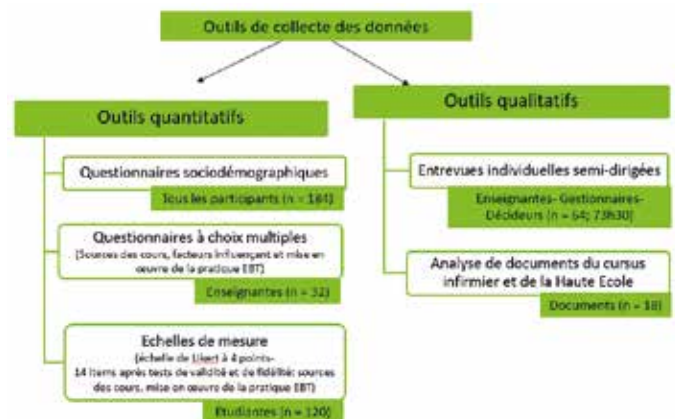 Outils de collecte des données
Outils quantitatifs
Questionnaires sociodémographiques
Tous les participants (n = 184)
Questionnaires à choix multiples
(Sources des cours, facteurs influençant et mise en
œuvre de la pratique EBT)
Enseignantes (n = 32)
Echelles de mesure
(échelle de Likert à 4 points-
14 items après tests de validité et de fidélité: sources
des cours, mise en œuvre de la pratique EBT)
Etudiantes (n = 120)
Outils qualitatifs
Entrevues individuelles semi-dirigées
Enseignantes- Gestionnaires-
Décideurs (n = 64; 73h30)
Analyse de documents du cursus
infirmier et de la Haute Ecole
Documents (n = 18)